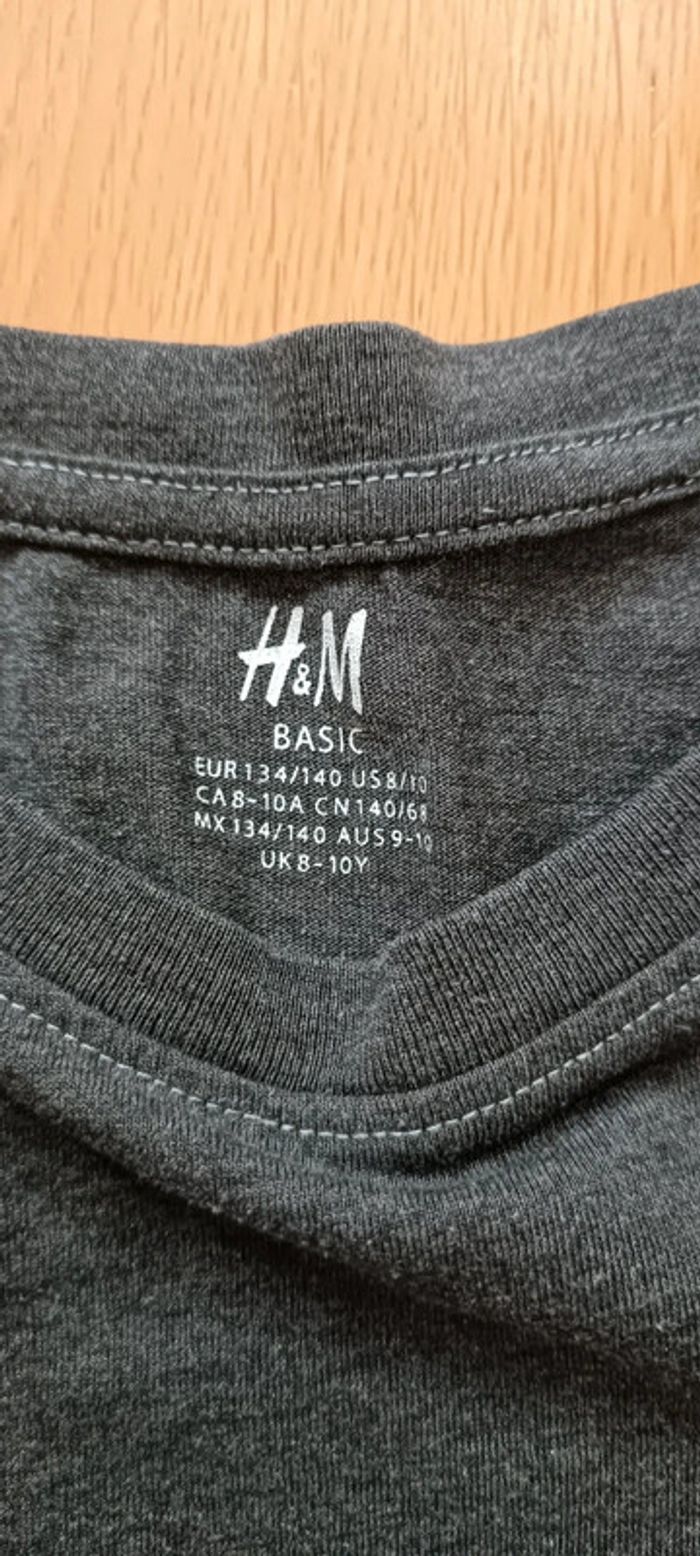 H&M
BASIC
EUR 134/140 US 8/10
CA 8-10A CN 140/68
MX 134/140 AUS 9-10
UK 8-10Y